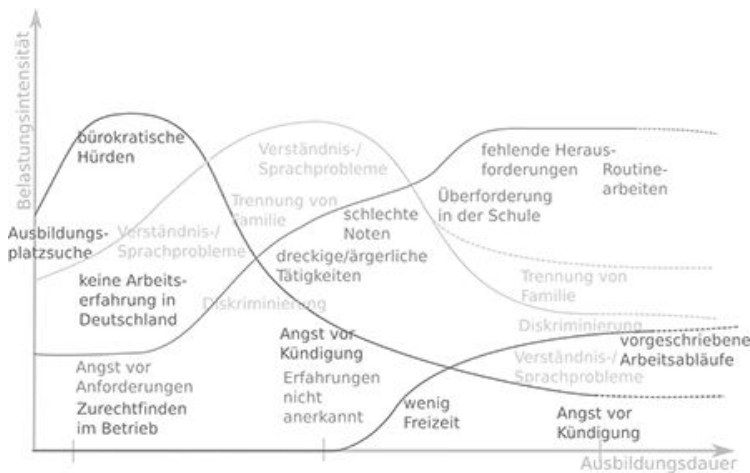 Belastungsintensität
bürokratische
Hürden
Ausbildungs-
platzsuche
Verständnis-/
Sprachprobleme
keine Arbeits-
erfahrung in
Deutschland
Angst vor
Anforderungen
Zurechtfinden
im Betrieb
Verständnis-/
Sprachprobleme
Trennung von
Familie
schlechte
Noten
dreckige/ärgerliche
Tätigkeiten
Diskriminierung
Angst vor
Kündigung
Erfahrungen
nicht
anerkannt
wenig
Freizeit
fehlende Heraus-
forderungen
Routine-
arbeiten
Überforderung
in der Schule
Trennung von
Familie
Diskriminierung
vorgeschriebene
Arbeitsabläufe
Verständnis-/
Sprachprobleme
Angst vor
Kündigung
Ausbildungsdauer